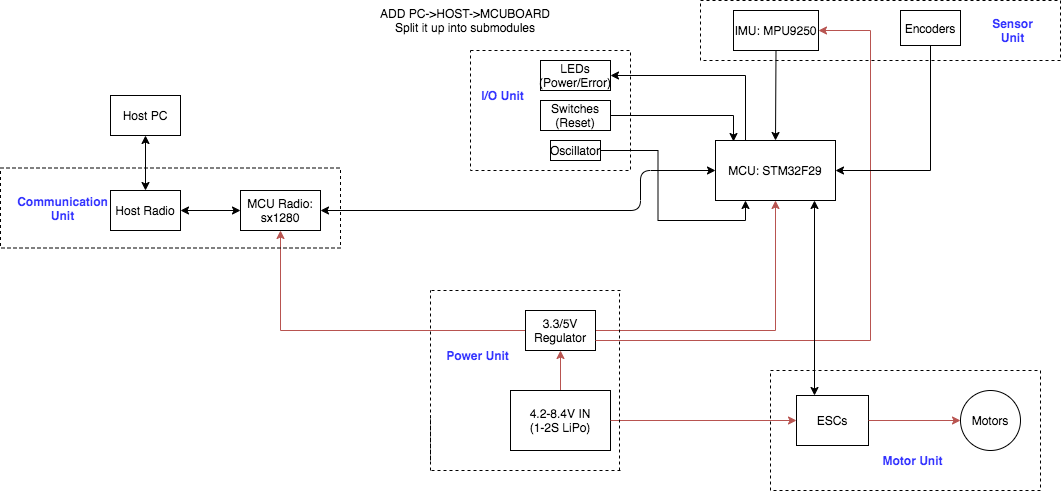 ADD PC->HOST->MCUBOARD
Split it up into submodules
IMU: MPU9250
Encoders
Sensor
Unit
LEDs
(Power/Error)
I/O Unit
Switches
(Reset)
Oscillator
Host PC
MCU: STM32F29
Communication
Unit
Host Radio
MCU Radio:
sx1280
3.3/5V
Regulator
Power Unit
4.2-8.4V IN
(1-2S LiPo)
ESCs
Motors
Motor Unit